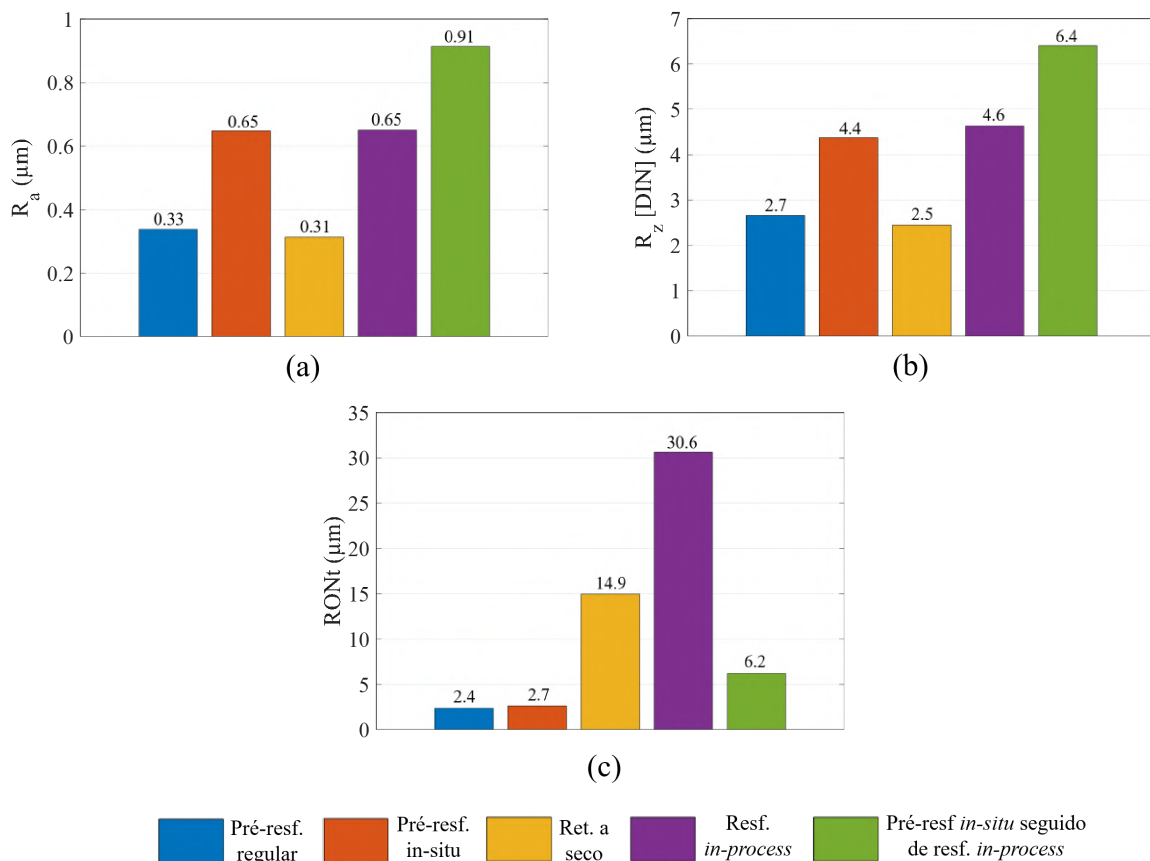 1
0.8
0.6
0.4
0.2
0
R_a (µm)
0.33
0.65
0.31
0.65
0.91
(a)
7
6
5
4
3
2
1
0
R_z [DIN] (µm)
2.7
4.4
2.5
4.6
6.4
(b)
35
30
25
20
15
10
5
0
RONt (µm)
2.4
2.7
14.9
30.6
6.2
(c)
Pré-resf.
regular
Pré-resf.
in-situ
Ret. a
seco
Resf.
in-process
Pré-resf in-situ seguido
de resf. in-process